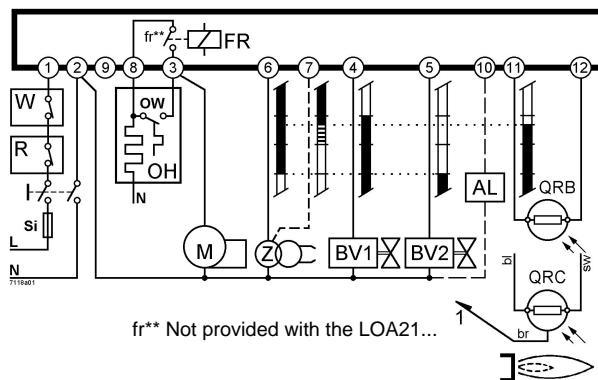 fr** FR
1 2 9 8 3 6 7 4 5 10 11 12
W
OW
R
OH
AL
QRB
I
Si
N
M
Z
BV1
BV2
L
bl
sw
N
QRC
7118a01
1
br
fr** Not provided with the LOA21...